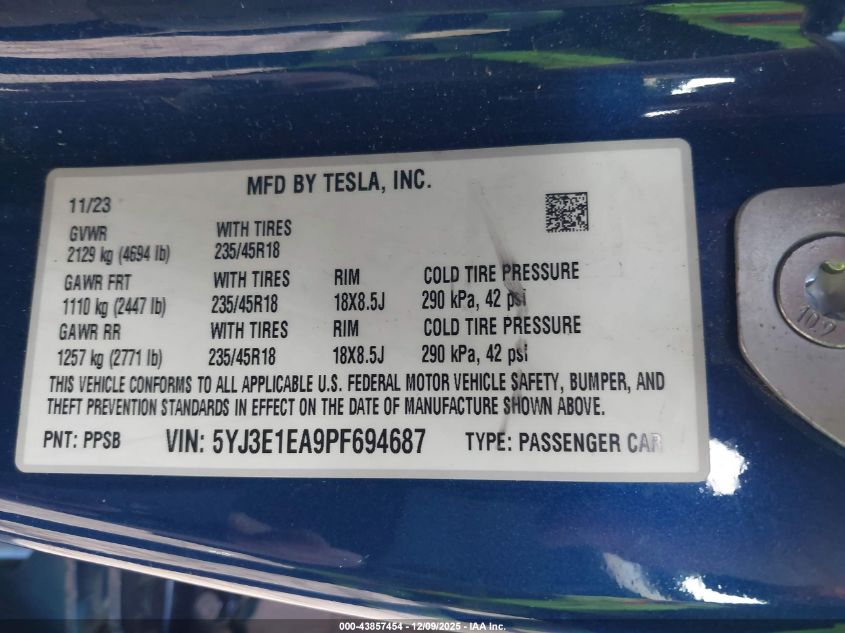 MFD BY TESLA, INC.
11/23
GVWR WITH TIRES
2129 kg (4694 lb) 235/45R18
GAWR FRT WITH TIRES RIM COLD TIRE PRESSURE
1110 kg (2447 lb) 235/45R18 18X8.5J 290 kPa, 42 psi
GAWR RR WITH TIRES RIM COLD TIRE PRESSURE
1257 kg (2771 lb) 235/45R18 18X8.5J 290 kPa, 42 psi
THIS VEHICLE CONFORMS TO ALL APPLICABLE U.S. FEDERAL MOTOR VEHICLE SAFETY, BUMPER, AND
THEFT PREVENTION STANDARDS IN EFFECT ON THE DATE OF MANUFACTURE SHOWN ABOVE.
PNT: PPSB VIN: 5YJ3E1EA9PF694687 TYPE: PASSENGER CAR
109
000-43857454 - 12/09/2025 - IAA Inc.